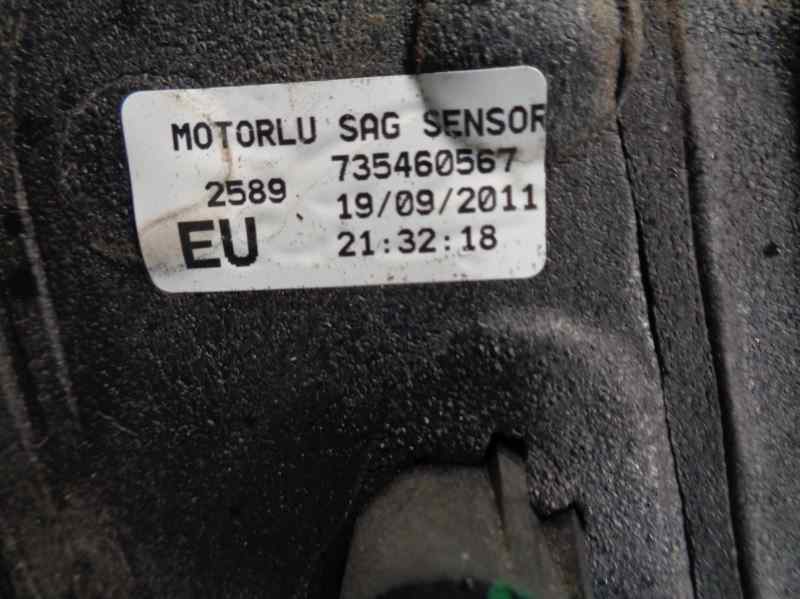 MOTORLU SAG SENSOR
735460567
2589
19/09/2011
EU
21:32:18